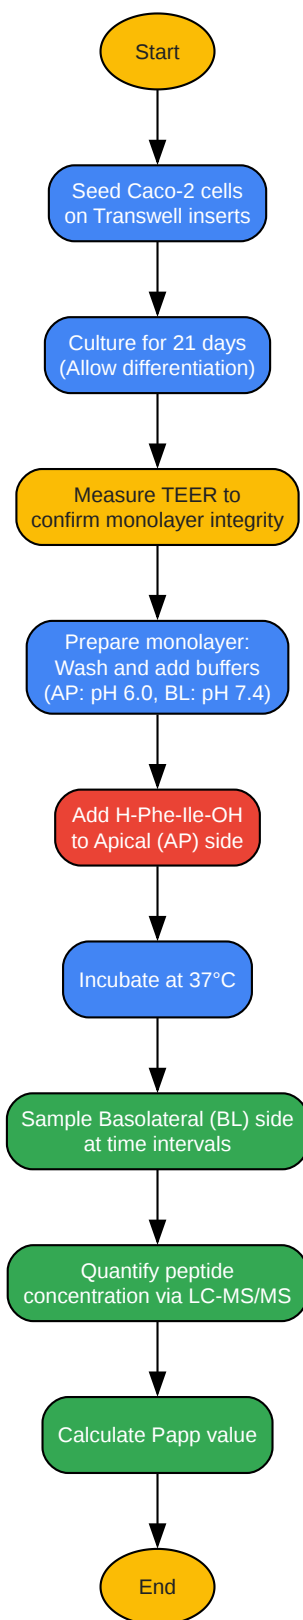 Start
Seed Caco-2 cells
on Transwell inserts
Culture for 21 days
(Allow differentiation)
Measure TEER to
confirm monolayer integrity
Prepare monolayer:
Wash and add buffers
(AP: pH 6.0, BL: pH 7.4)
Add H-Phe-Ile-OH
to Apical (AP) side
Incubate at 37°C
Sample Basolateral (BL) side
at time intervals
Quantify peptide
concentration via LC-MS/MS
Calculate Papp value
End